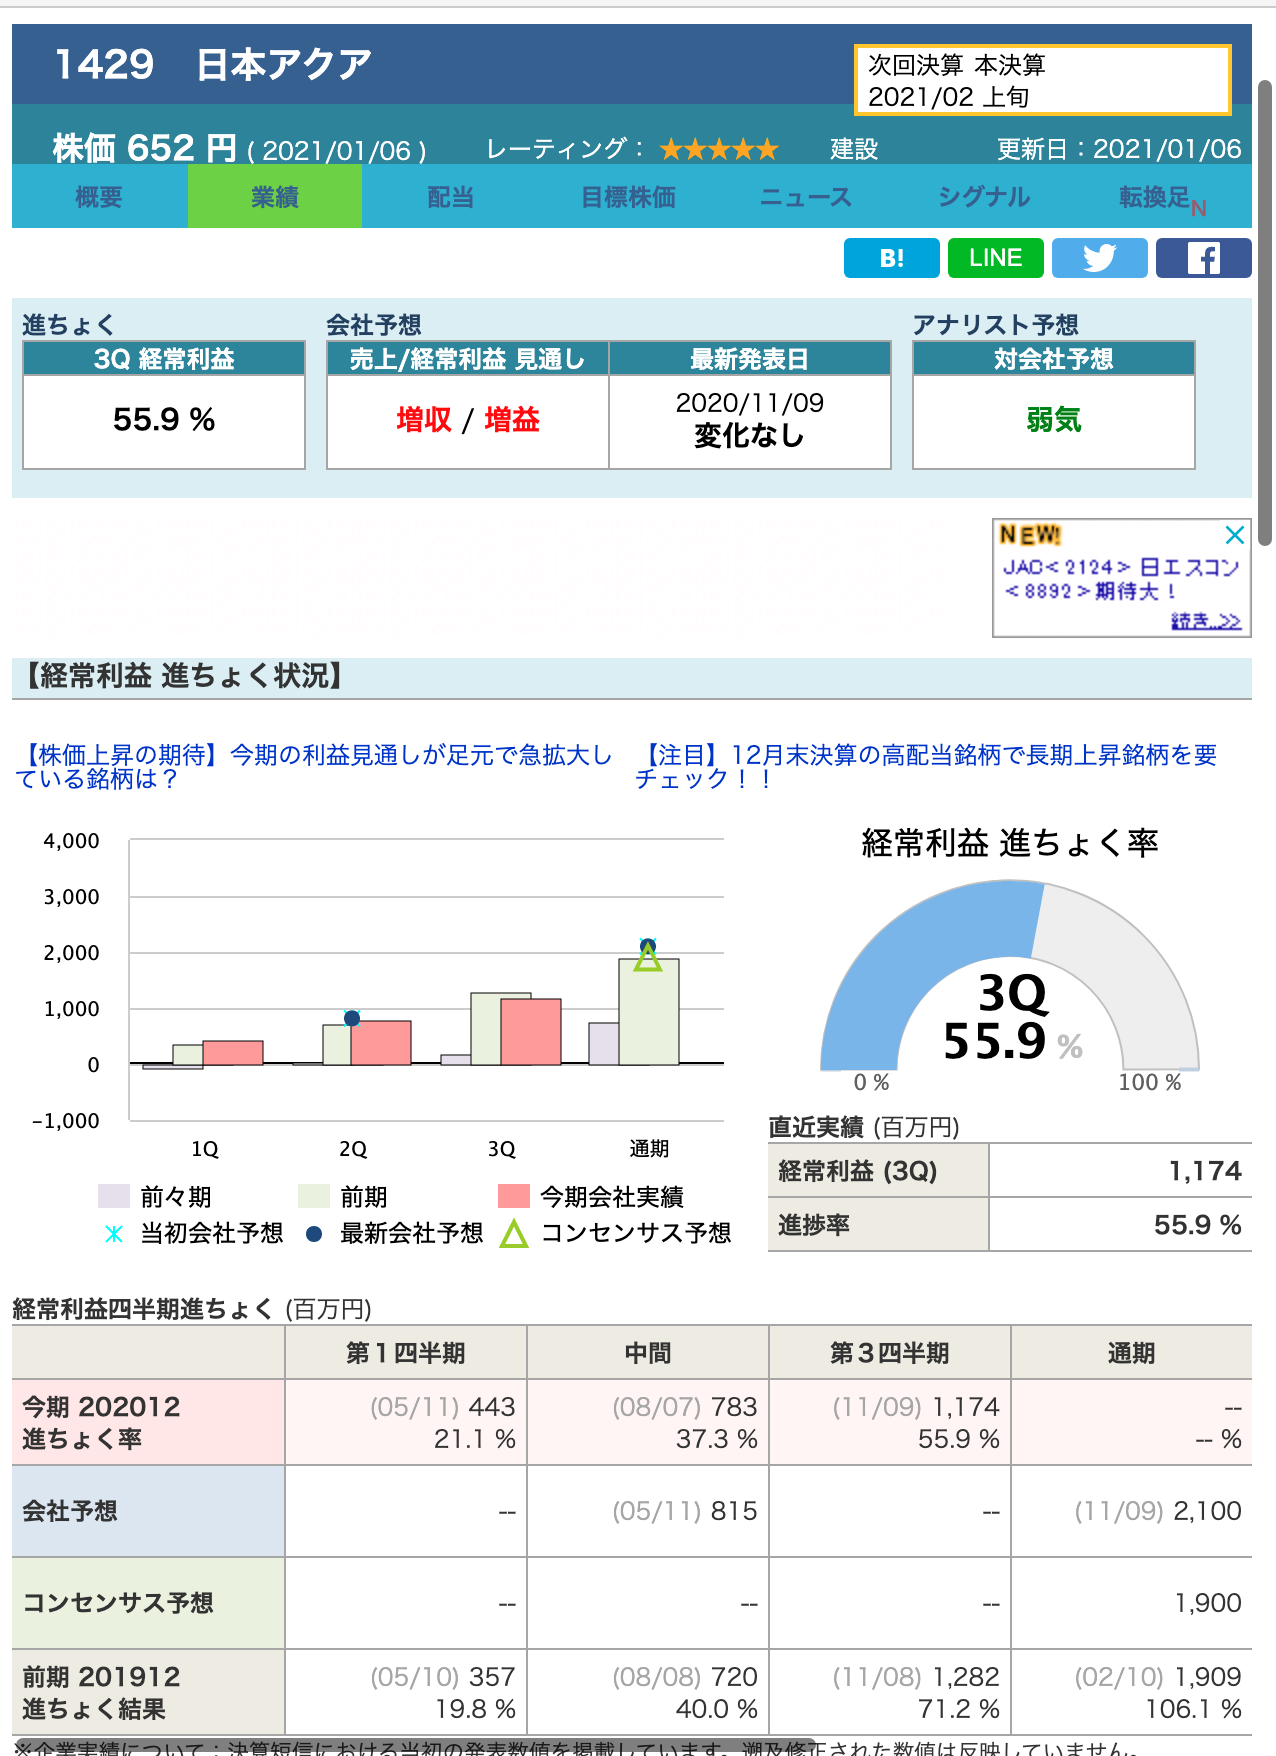 1429 日本アクア
次回決算 本決算
2021/02 上旬
株価 652 円 ( 2021/01/06 )
レーティング： ★★★★★
建設
更新日：2021/01/06
概要 業績 配当 目標株価 ニュース シグナル 転換足N
B! LINE
進ちょく
3Q 経常利益
55.9 %
会社予想
売上/経常利益 見通し 最新発表日
増収 / 増益
2020/11/09
変化なし
アナリスト予想
対会社予想
弱気
NEW!
JAC<2124> 日エスコン
<8892>期待大！
続き..>>
【経常利益 進ちょく状況】
【株価上昇の期待】今期の利益見通しが足元で急拡大し
ている銘柄は？
【注目】12月末決算の高配当銘柄で長期上昇銘柄を要
チェック！！
4,000
3,000
2,000
1,000
0
-1,000
1Q 2Q 3Q 通期
前々期 前期 今期会社実績
当初会社予想 最新会社予想 コンセンサス予想
経常利益 進ちょく率
3Q
55.9 %
0 % 100 %
直近実績 (百万円)
経常利益 (3Q) 1,174
進捗率 55.9 %
経常利益四半期進ちょく (百万円)
第１四半期 中間 第３四半期 通期
今期 202012 (05/11) 443 (08/07) 783 (11/09) 1,174 --
進ちょく率 21.1 % 37.3 % 55.9 % -- %
会社予想 -- (05/11) 815 -- (11/09) 2,100
コンセンサス予想 -- -- -- 1,900
前期 201912 (05/10) 357 (08/08) 720 (11/08) 1,282 (02/10) 1,909
進ちょく結果 19.8 % 40.0 % 71.2 % 106.1 %
※企業実績について：決算短信における当初の発表数値を掲載しています。遡及修正された数値は反映していません。